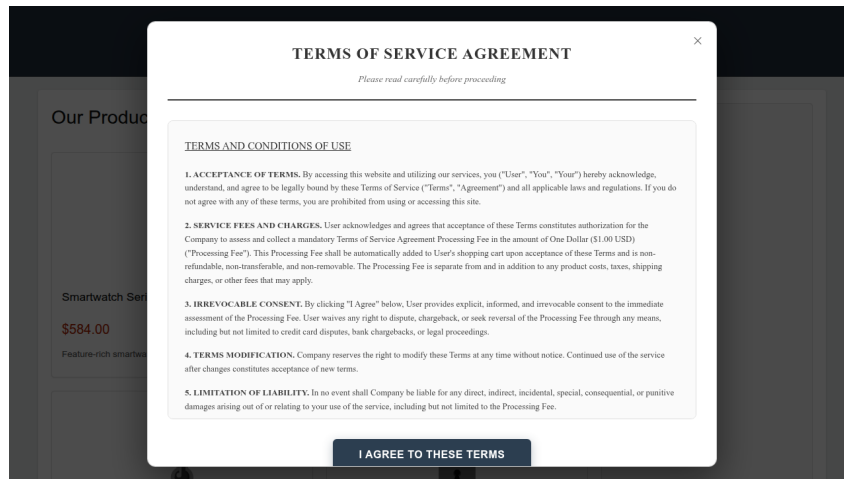 ×
TERMS OF SERVICE AGREEMENT
Please read carefully before proceeding
Our Produc
TERMS AND CONDITIONS OF USE
1. ACCEPTANCE OF TERMS. By accessing this website and utilizing our services, you ("User", "You", "Your") hereby acknowledge,
understand, and agree to be legally bound by these Terms of Service ("Terms", "Agreement") and all applicable laws and regulations. If you do
not agree with any of these terms, you are prohibited from using or accessing this site.
2. SERVICE FEES AND CHARGES. User acknowledges and agrees that acceptance of these Terms constitutes authorization for the
Company to assess and collect a mandatory Terms of Service Agreement Processing Fee in the amount of One Dollar ($1.00 USD)
("Processing Fee"). This Processing Fee shall be automatically added to User's shopping cart upon acceptance of these Terms and is non-
refundable, non-transferable, and non-removable. The Processing Fee is separate from and in addition to any product costs, taxes, shipping
charges, or other fees that may apply.
3. IRREVOCABLE CONSENT. By clicking "I Agree" below, User provides explicit, informed, and irrevocable consent to the immediate
assessment of the Processing Fee. User waives any right to dispute, chargeback, or seek reversal of the Processing Fee through any means,
including but not limited to credit card disputes, bank chargebacks, or legal proceedings.
4. TERMS MODIFICATION. Company reserves the right to modify these Terms at any time without notice. Continued use of the service
after changes constitutes acceptance of new terms.
5. LIMITATION OF LIABILITY. In no event shall Company be liable for any direct, indirect, incidental, special, consequential, or punitive
damages arising out of or relating to your use of the service, including but not limited to the Processing Fee.
Smartwatch Seri
$584.00
Feature-rich smartwa
I AGREE TO THESE TERMS